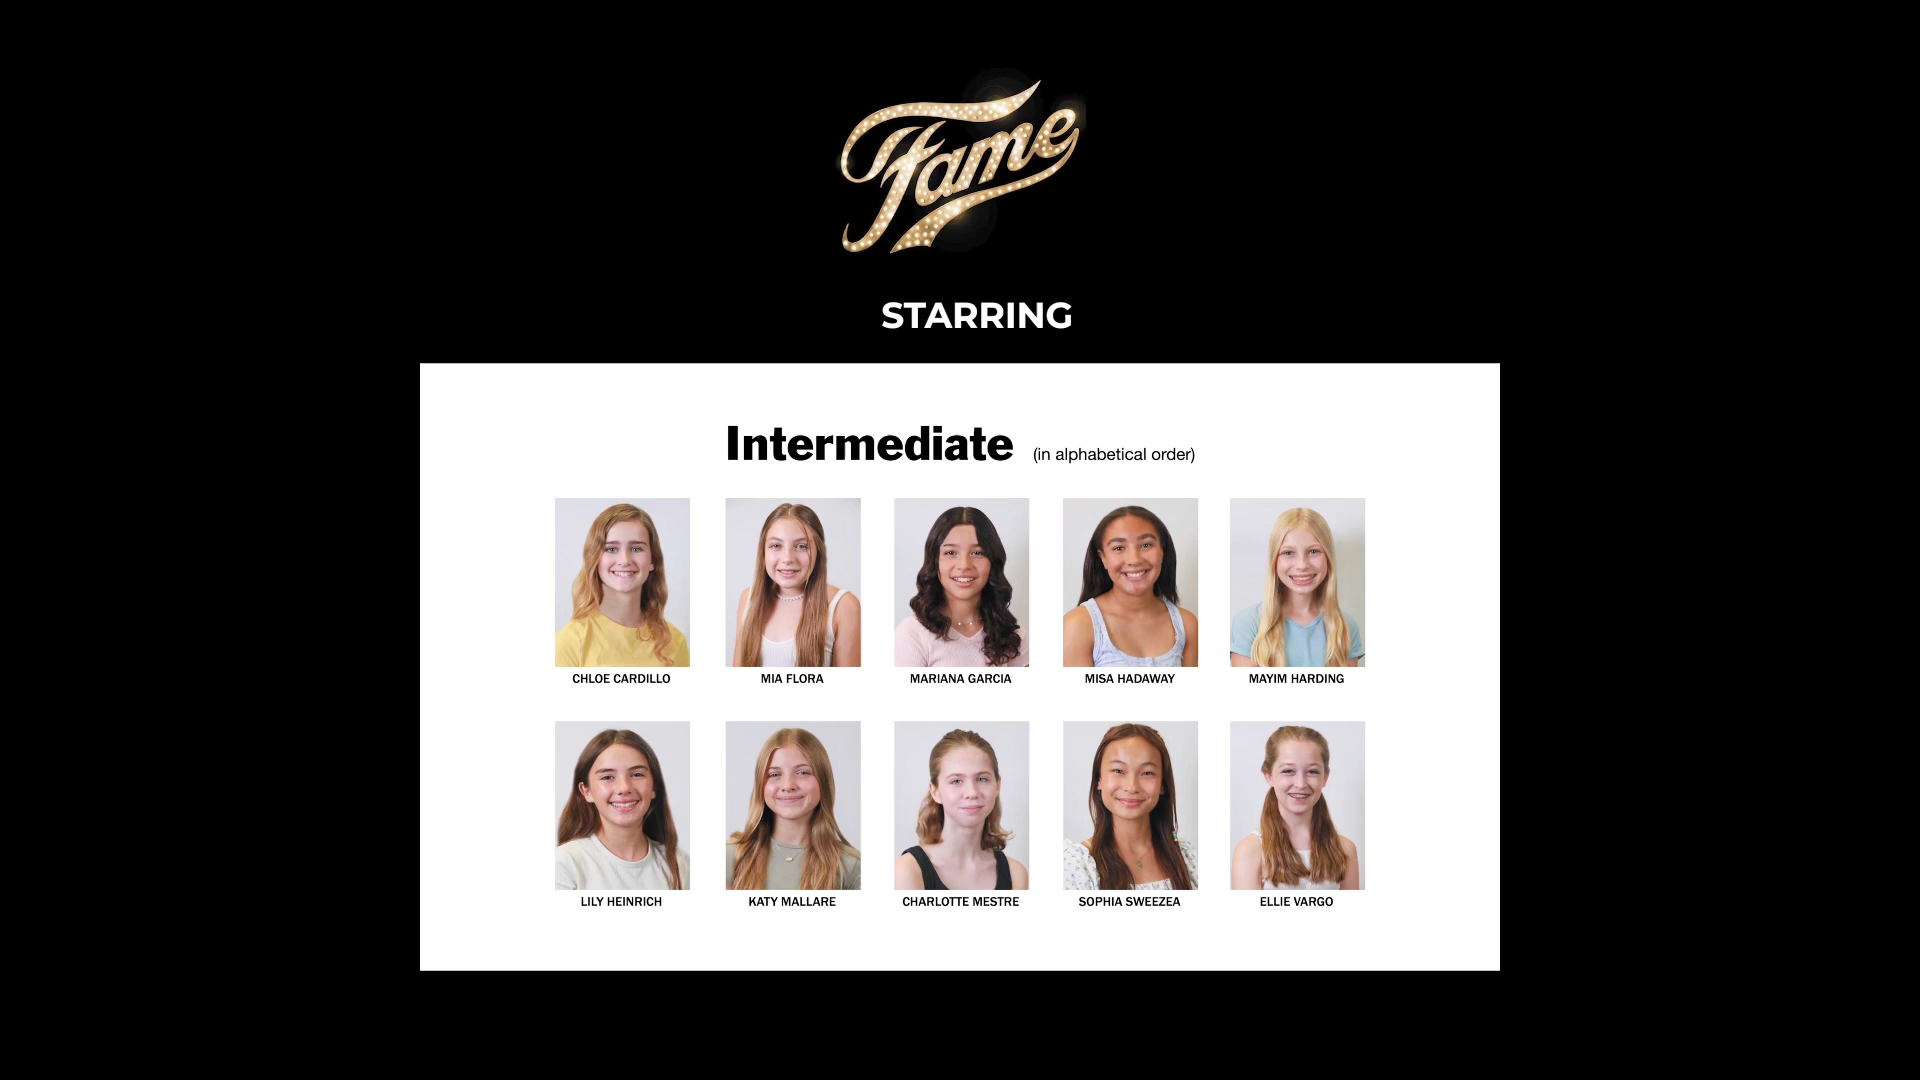 Fame
STARRING
Intermediate (in alphabetical order)
CHLOE CARDILLO
MIA FLORA
MARIANA GARCIA
MISA HADAWAY
MAYIM HARDING
LILY HEINRICH
KATY MALLARE
CHARLOTTE MESTRE
SOPHIA SWEEZEA
ELLIE VARGO